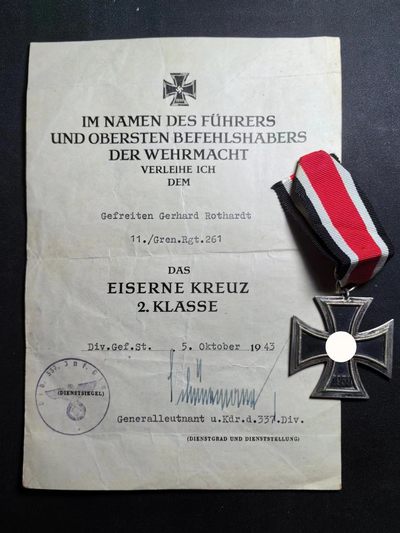 IM NAMEN DES FÜHRERS
UND OBERSTEN BEFEHLSHABERS
DER WEHRMACHT
VERLEIHE ICH
DEM
Gefreiten Gerhard Rothardt
11./Gren.Rgt.261
DAS
EISERNE KREUZ
2. KLASSE
Div.Gef.St. 5. Oktober 1943
(DIENSTSIEGEL)
Generalleutnant u.Kdr.d.337.Div.
(DIENSTGRAD UND DIENSTSTELLUNG)